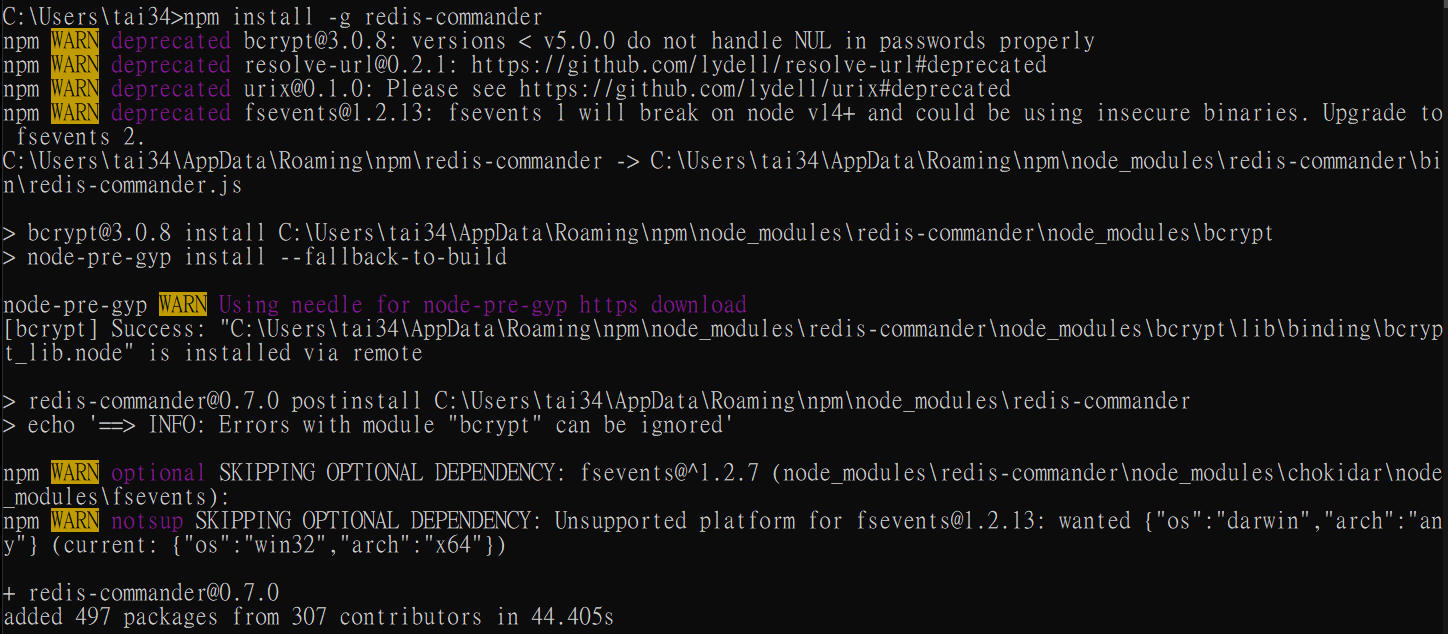 C:\Users\tai34>npm install -g redis-commander
npm WARN deprecated bcrypt@3.0.8: versions < v5.0.0 do not handle NUL in passwords properly
npm WARN deprecated resolve-url@0.2.1: https://github.com/lydell/resolve-url#deprecated
npm WARN deprecated urix@0.1.0: Please see https://github.com/lydell/urix#deprecated
npm WARN deprecated fsevents@1.2.13: fsevents 1 will break on node v14+ and could be using insecure binaries. Upgrade to
 fsevents 2.
C:\Users\tai34\AppData\Roaming\npm\redis-commander -> C:\Users\tai34\AppData\Roaming\npm\node_modules\redis-commander\bi
n\redis-commander.js

> bcrypt@3.0.8 install C:\Users\tai34\AppData\Roaming\npm\node_modules\redis-commander\node_modules\bcrypt
> node-pre-gyp install --fallback-to-build

node-pre-gyp WARN Using needle for node-pre-gyp https download
[bcrypt] Success: "C:\Users\tai34\AppData\Roaming\npm\node_modules\redis-commander\node_modules\bcrypt\lib\binding\bcryp
t_lib.node" is installed via remote

> redis-commander@0.7.0 postinstall C:\Users\tai34\AppData\Roaming\npm\node_modules\redis-commander
> echo '==> INFO: Errors with module "bcrypt" can be ignored'

npm WARN optional SKIPPING OPTIONAL DEPENDENCY: fsevents@^1.2.7 (node_modules\redis-commander\node_modules\chokidar\node
_modules\fsevents):
npm WARN notsup SKIPPING OPTIONAL DEPENDENCY: Unsupported platform for fsevents@1.2.13: wanted {"os":"darwin","arch":"an
y"} (current: {"os":"win32","arch":"x64"})

+ redis-commander@0.7.0
added 497 packages from 307 contributors in 44.405s